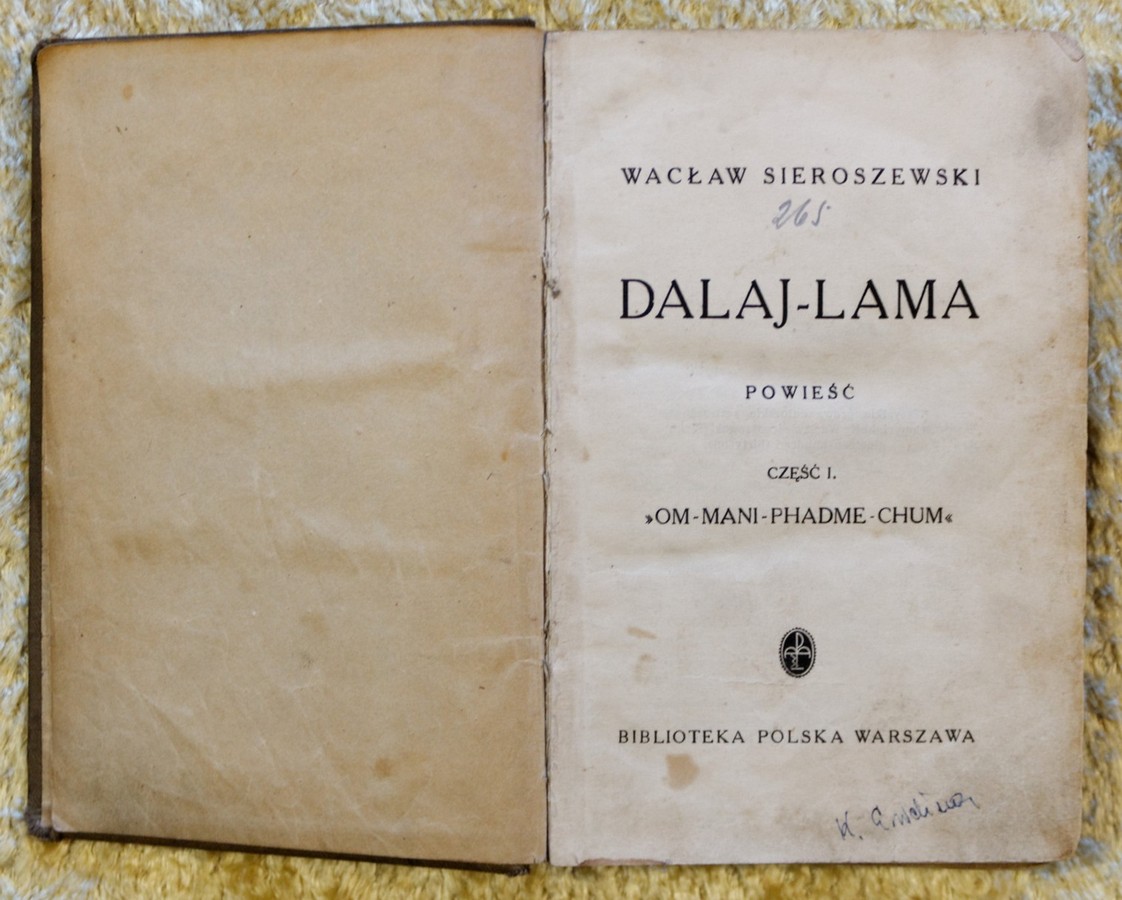 WACŁAW SIEROSZEWSKI
265
DALAJ-LAMA
POWIEŚĆ
CZĘŚĆ I.
»OM-MANI-PHADME-CHUM«
BIBLIOTEKA POLSKA WARSZAWA
K.